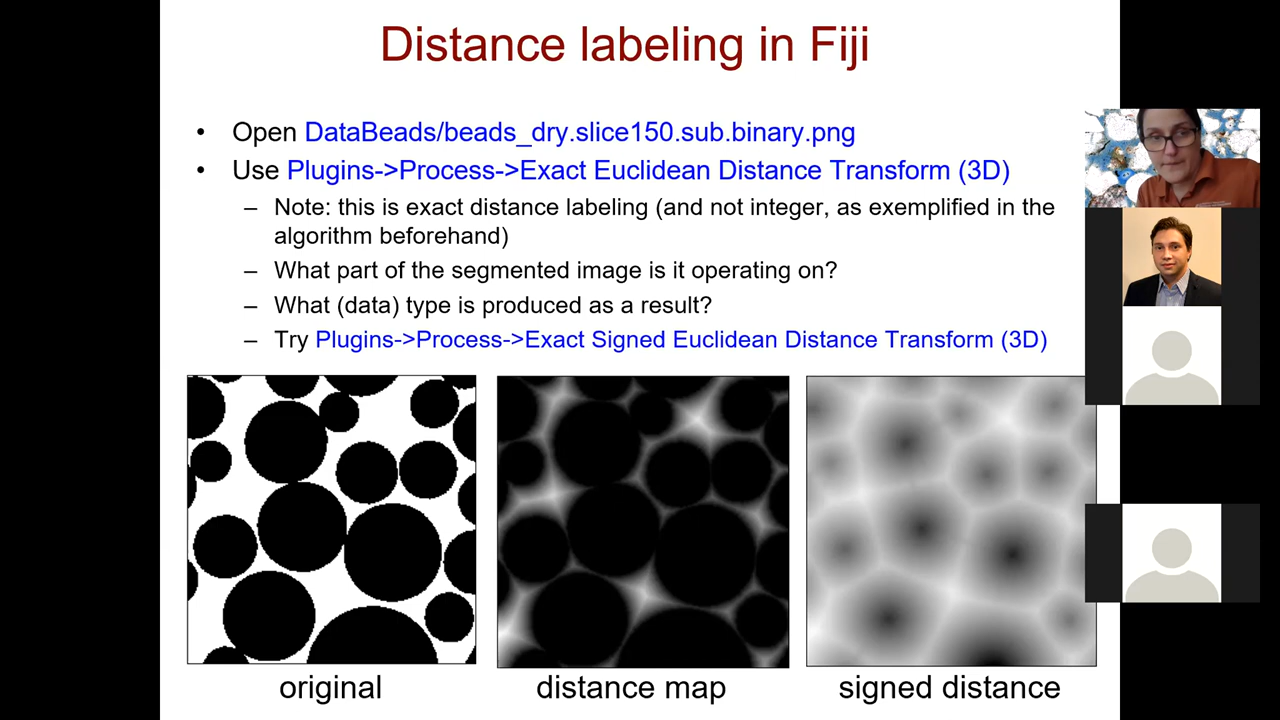 Distance labeling in Fiji
• Open DataBeads/beads_dry.slice150.sub.binary.png
• Use Plugins->Process->Exact Euclidean Distance Transform (3D)
– Note: this is exact distance labeling (and not integer, as exemplified in the
algorithm beforehand)
– What part of the segmented image is it operating on?
– What (data) type is produced as a result?
– Try Plugins->Process->Exact Signed Euclidean Distance Transform (3D)
original
distance map
signed distance